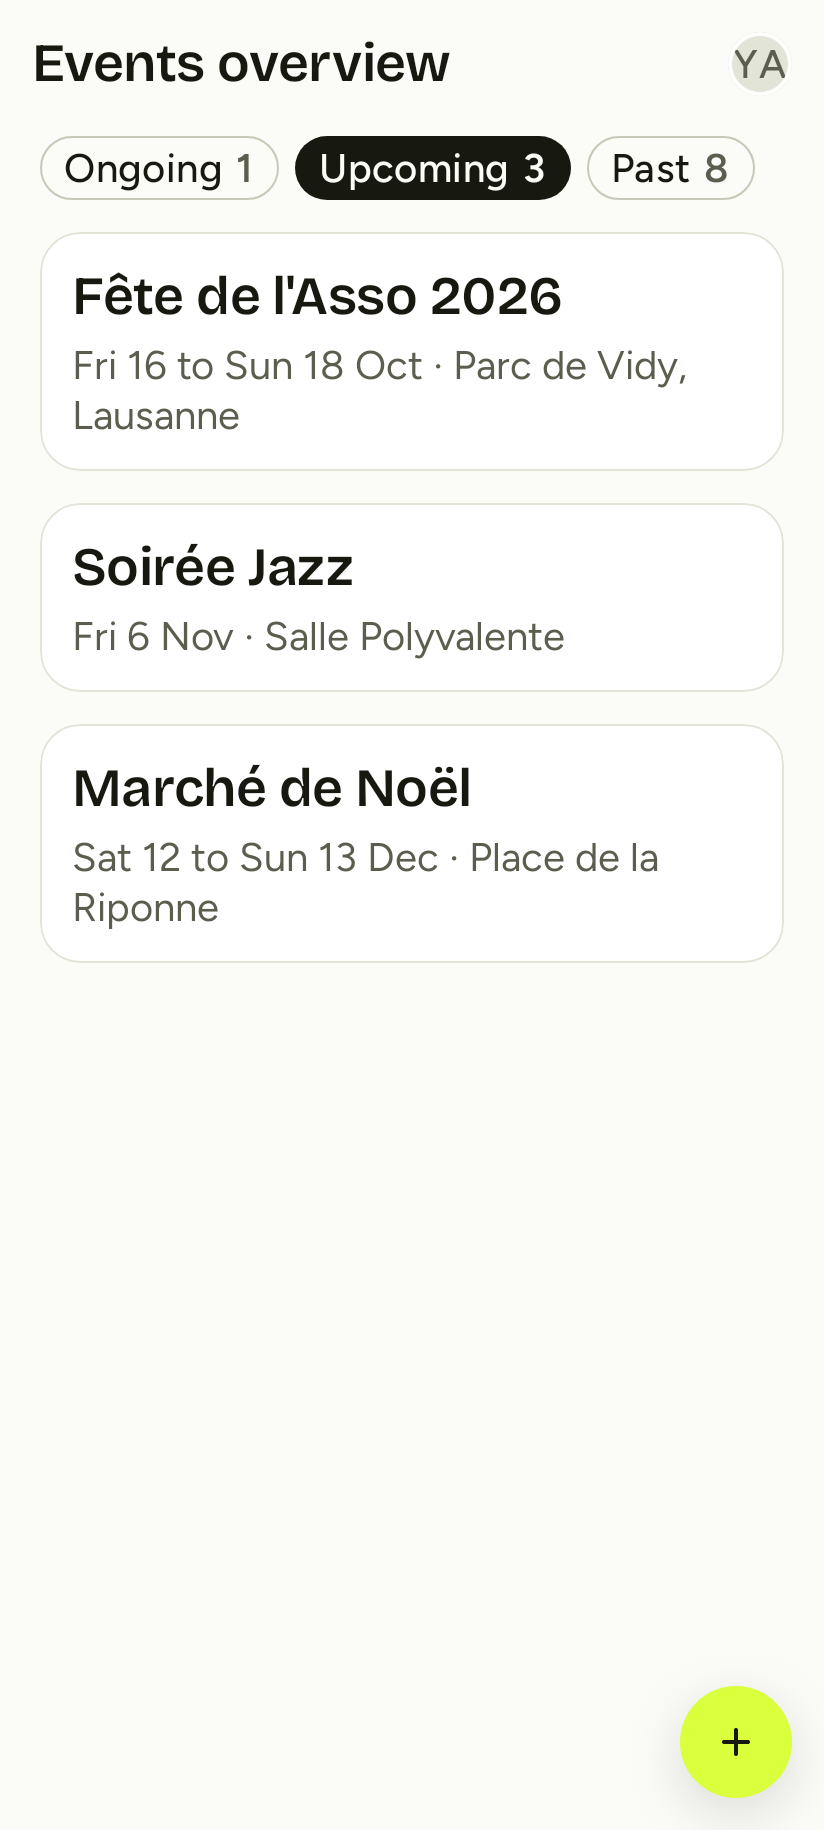 Events overview
YA
Ongoing 1
Upcoming 3
Past 8
Fête de l'Asso 2026
Fri 16 to Sun 18 Oct · Parc de Vidy,
Lausanne
Soirée Jazz
Fri 6 Nov · Salle Polyvalente
Marché de Noël
Sat 12 to Sun 13 Dec · Place de la
Riponne
+